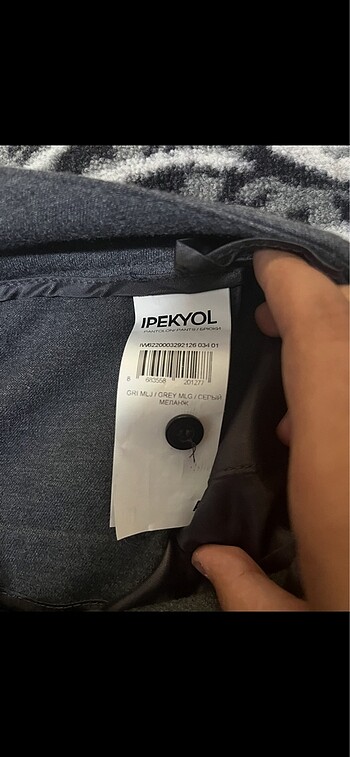 IPEKYOL
PANTOLON/ PANTS/ БРЮКИ
IW6220003292126 034 01
8 683558 201277
GRI MLJ / GREY MLG / СЕРЫЙ
МЕЛАНЖ